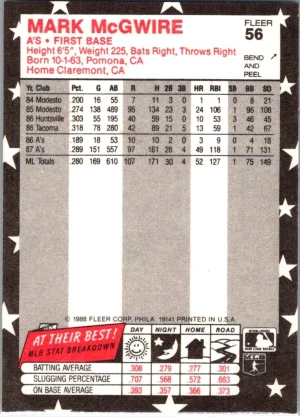 MARK McGWIRE
A'S • FIRST BASE
Height 6'5", Weight 225, Bats Right, Throws Right
Born 10-1-63, Pomona, CA
Home Claremont, CA
FLEER
56
BEND AND PEEL
Yr. Club Pct. G AB R H 2B 3B HR RBI SB BB SO
84 Modesto .200 16 55 7 11 3 0 1 1 0 8 21
85 Modesto .274 138 489 95 134 23 3 24 106 1 95 108
86 Huntsville .303 55 195 40 59 15 0 10 53 3 46 45
86 Tacoma .318 78 280 42 89 21 5 13 59 1 42 67
86 A's .189 18 53 10 10 2 0 3 9 0 4 18
87 A's .289 151 557 97 161 28 4 49 118 1 71 131
ML Totals .280 169 610 107 171 30 4 52 127 1 75 149
© 1988 FLEER CORP. PHILA. 19141 PRINTED IN U.S.A.
AT THEIR BEST!
MLB STAT BREAKDOWN
DAY NIGHT HOME ROAD
BATTING AVERAGE .308 .279 .277 .301
SLUGGING PERCENTAGE .707 .566 .572 .663
ON BASE AVERAGE .393 .357 .366 .373